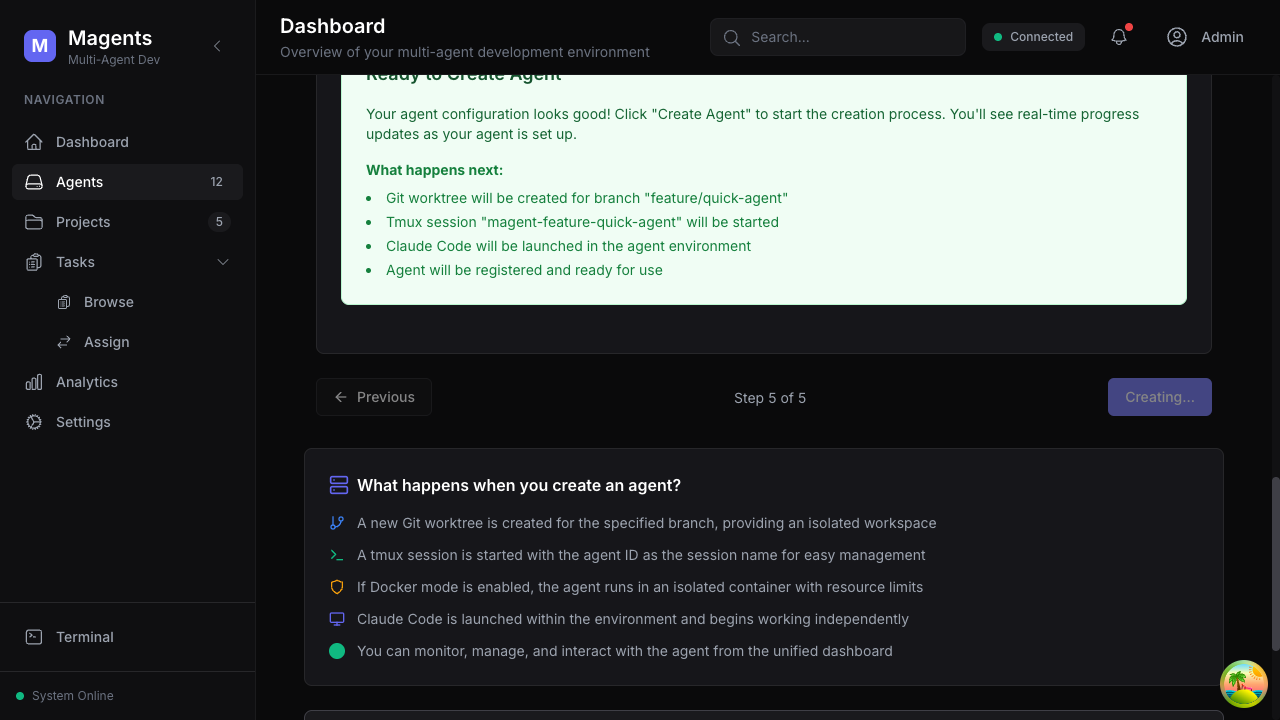 M
Magents
Multi-Agent Dev
NAVIGATION
Dashboard
Agents 12
Projects 5
Tasks
Browse
Assign
Analytics
Settings
Terminal
System Online
Dashboard
Overview of your multi-agent development environment
Search...
Connected
Admin
Ready to Create Agent
Your agent configuration looks good! Click "Create Agent" to start the creation process. You'll see real-time progress
updates as your agent is set up.
What happens next:
Git worktree will be created for branch "feature/quick-agent"
Tmux session "magent-feature-quick-agent" will be started
Claude Code will be launched in the agent environment
Agent will be registered and ready for use
Previous
Step 5 of 5
Creating...
What happens when you create an agent?
A new Git worktree is created for the specified branch, providing an isolated workspace
A tmux session is started with the agent ID as the session name for easy management
If Docker mode is enabled, the agent runs in an isolated container with resource limits
Claude Code is launched within the environment and begins working independently
You can monitor, manage, and interact with the agent from the unified dashboard